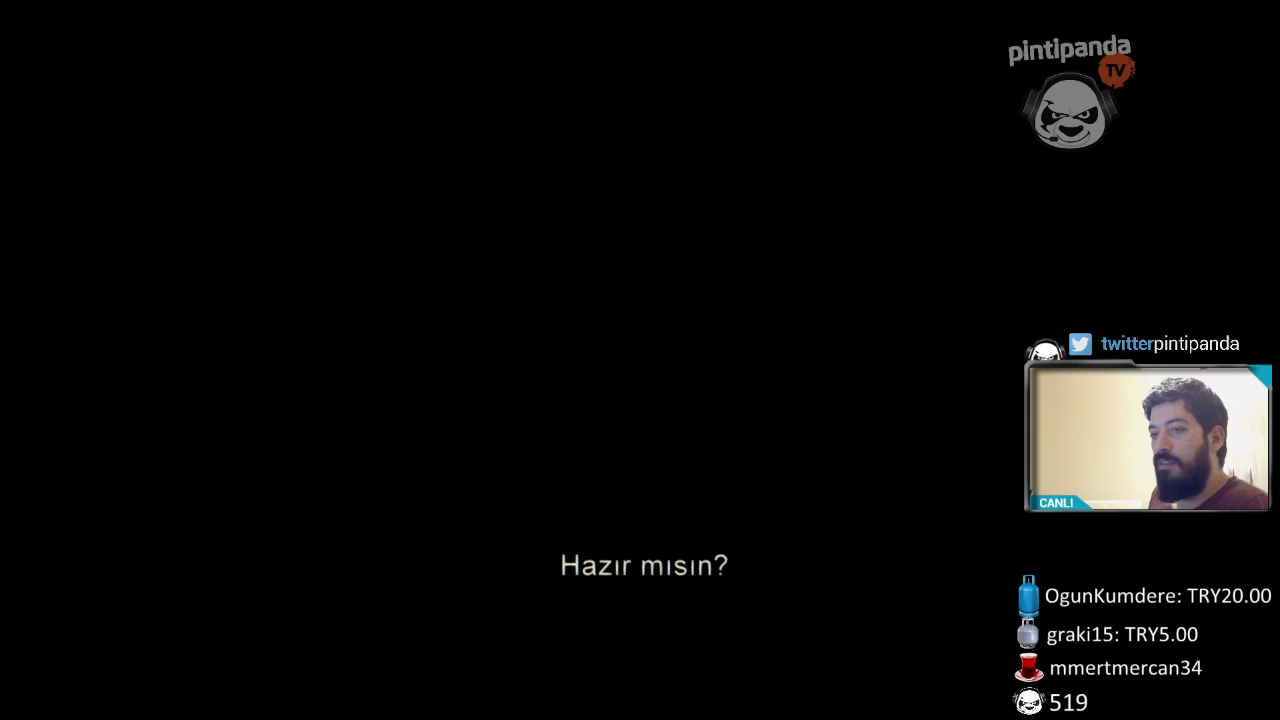 pintipanda
TV
twitterpintipanda
CANLI
Hazır mısın?
OgunKumdere: TRY20.00
graki15: TRY5.00
mmertmercan34
519